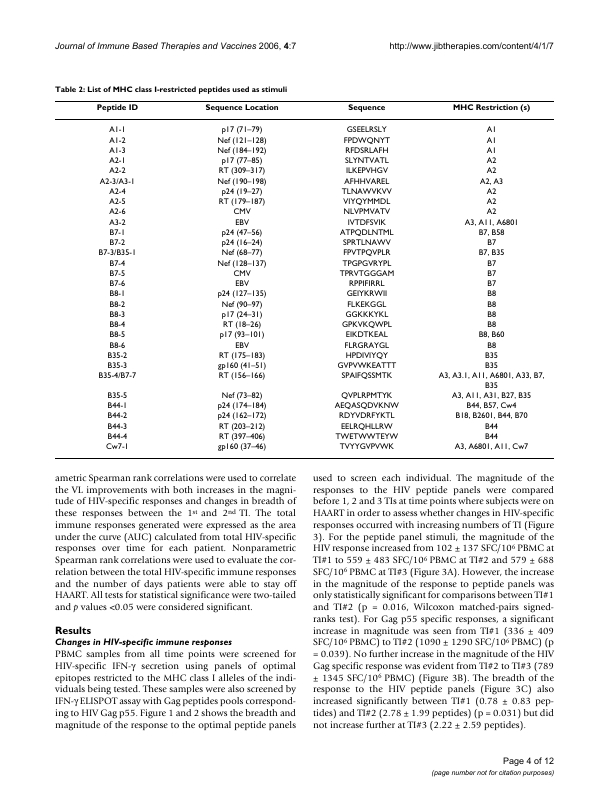 Journal of Immune Based Therapies and Vaccines 2006, 4:7 http://www.jibtherapies.com/content/4/1/7
Table 2: List of MHC class I-restricted peptides used as stimuli
Peptide ID Sequence Location Sequence MHC Restriction (s)
A1-1 p17 (71–79) GSEELRSLY A1
A1-2 Nef (121–128) FPDWQNYT A1
A1-3 Nef (184–192) RFDSRLAFH A1
A2-1 p17 (77–85) SLYNTVATL A2
A2-2 RT (309–317) ILKEPVHGV A2
A2-3/A3-1 Nef (190–198) AFHHVAREL A2, A3
A2-4 p24 (19–27) TLNAWVKVV A2
A2-5 RT (179–187) VIYQYMMDL A2
A2-6 CMV NLVPMVATV A2
A3-2 EBV IVTDFSVIK A3, A11, A6801
B7-1 p24 (47–56) ATPQDLNTML B7, B58
B7-2 p24 (16–24) SPRTLNAWV B7
B7-3/B35-1 Nef (68–77) FPVTPQVPLR B7, B35
B7-4 Nef (128–137) TPGPGVRYPL B7
B7-5 CMV TPRVTGGGAM B7
B7-6 EBV RPPIFIRRL B7
B8-1 p24 (127–135) GEIYKRWII B8
B8-2 Nef (90–97) FLKEKGGL B8
B8-3 p17 (24–31) GGKKKYKL B8
B8-4 RT (18–26) GPKVKQWPL B8
B8-5 p17 (93–101) EIKDTKEAL B8, B60
B8-6 EBV FLRGRAYGL B8
B35-2 RT (175–183) HPDIVIYQY B35
B35-3 gp160 (41–51) GVPVWKEATTT B35
B35-4/B7-7 RT (156–166) SPAIFQSSMTK A3, A3.1, A11, A6801, A33, B7,
B35
B35-5 Nef (73–82) QVPLRPMTYK A3, A11, A31, B27, B35
B44-1 p24 (174–184) AEQASQDVKNW B44, B57, Cw4
B44-2 p24 (162–172) RDYVDRFYKTL B18, B2601, B44, B70
B44-3 RT (203–212) EELRQHLLRW B44
B44-4 RT (397–406) TWETWWTEYW B44
Cw7-1 gp160 (37–46) TVYYGVPVWK A3, A6801, A11, Cw7
ametric Spearman rank correlations were used to correlate
the VL improvements with both increases in the magni-
tude of HIV-specific responses and changes in breadth of
these responses between the 1st and 2nd TI. The total
immune responses generated were expressed as the area
under the curve (AUC) calculated from total HIV-specific
responses over time for each patient. Nonparametric
Spearman rank correlations were used to evaluate the cor-
relation between the total HIV-specific immune responses
and the number of days patients were able to stay off
HAART. All tests for statistical significance were two-tailed
and p values <0.05 were considered significant.
Results
Changes in HIV-specific immune responses
PBMC samples from all time points were screened for
HIV-specific IFN-γ secretion using panels of optimal
epitopes restricted to the MHC class I alleles of the indi-
viduals being tested. These samples were also screened by
IFN-γ ELISPOT assay with Gag peptides pools correspond-
ing to HIV Gag p55. Figure 1 and 2 shows the breadth and
magnitude of the response to the optimal peptide panels
used to screen each individual. The magnitude of the
responses to the HIV peptide panels were compared
before 1, 2 and 3 TIs at time points where subjects were on
HAART in order to assess whether changes in HIV-specific
responses occurred with increasing numbers of TI (Figure
3). For the peptide panel stimuli, the magnitude of the
HIV response increased from 102 ± 137 SFC/10⁶ PBMC at
TI#1 to 559 ± 483 SFC/10⁶ PBMC at TI#2 and 579 ± 688
SFC/10⁶ PBMC at TI#3 (Figure 3A). However, the increase
in the magnitude of the response to peptide panels was
only statistically significant for comparisons between TI#1
and TI#2 (p = 0.016, Wilcoxon matched-pairs signed-
ranks test). For Gag p55 specific responses, a significant
increase in magnitude was seen from TI#1 (336 ± 409
SFC/10⁶ PBMC) to TI#2 (1090 ± 1290 SFC/10⁶ PBMC) (p
= 0.039). No further increase in the magnitude of the HIV
Gag specific response was evident from TI#2 to TI#3 (789
± 1345 SFC/10⁶ PBMC) (Figure 3B). The breadth of the
response to the HIV peptide panels (Figure 3C) also
increased significantly between TI#1 (0.78 ± 0.83 pep-
tides) and TI#2 (2.78 ± 1.99 peptides) (p = 0.031) but did
not increase further at TI#3 (2.22 ± 2.59 peptides).
Page 4 of 12
(page number not for citation purposes)